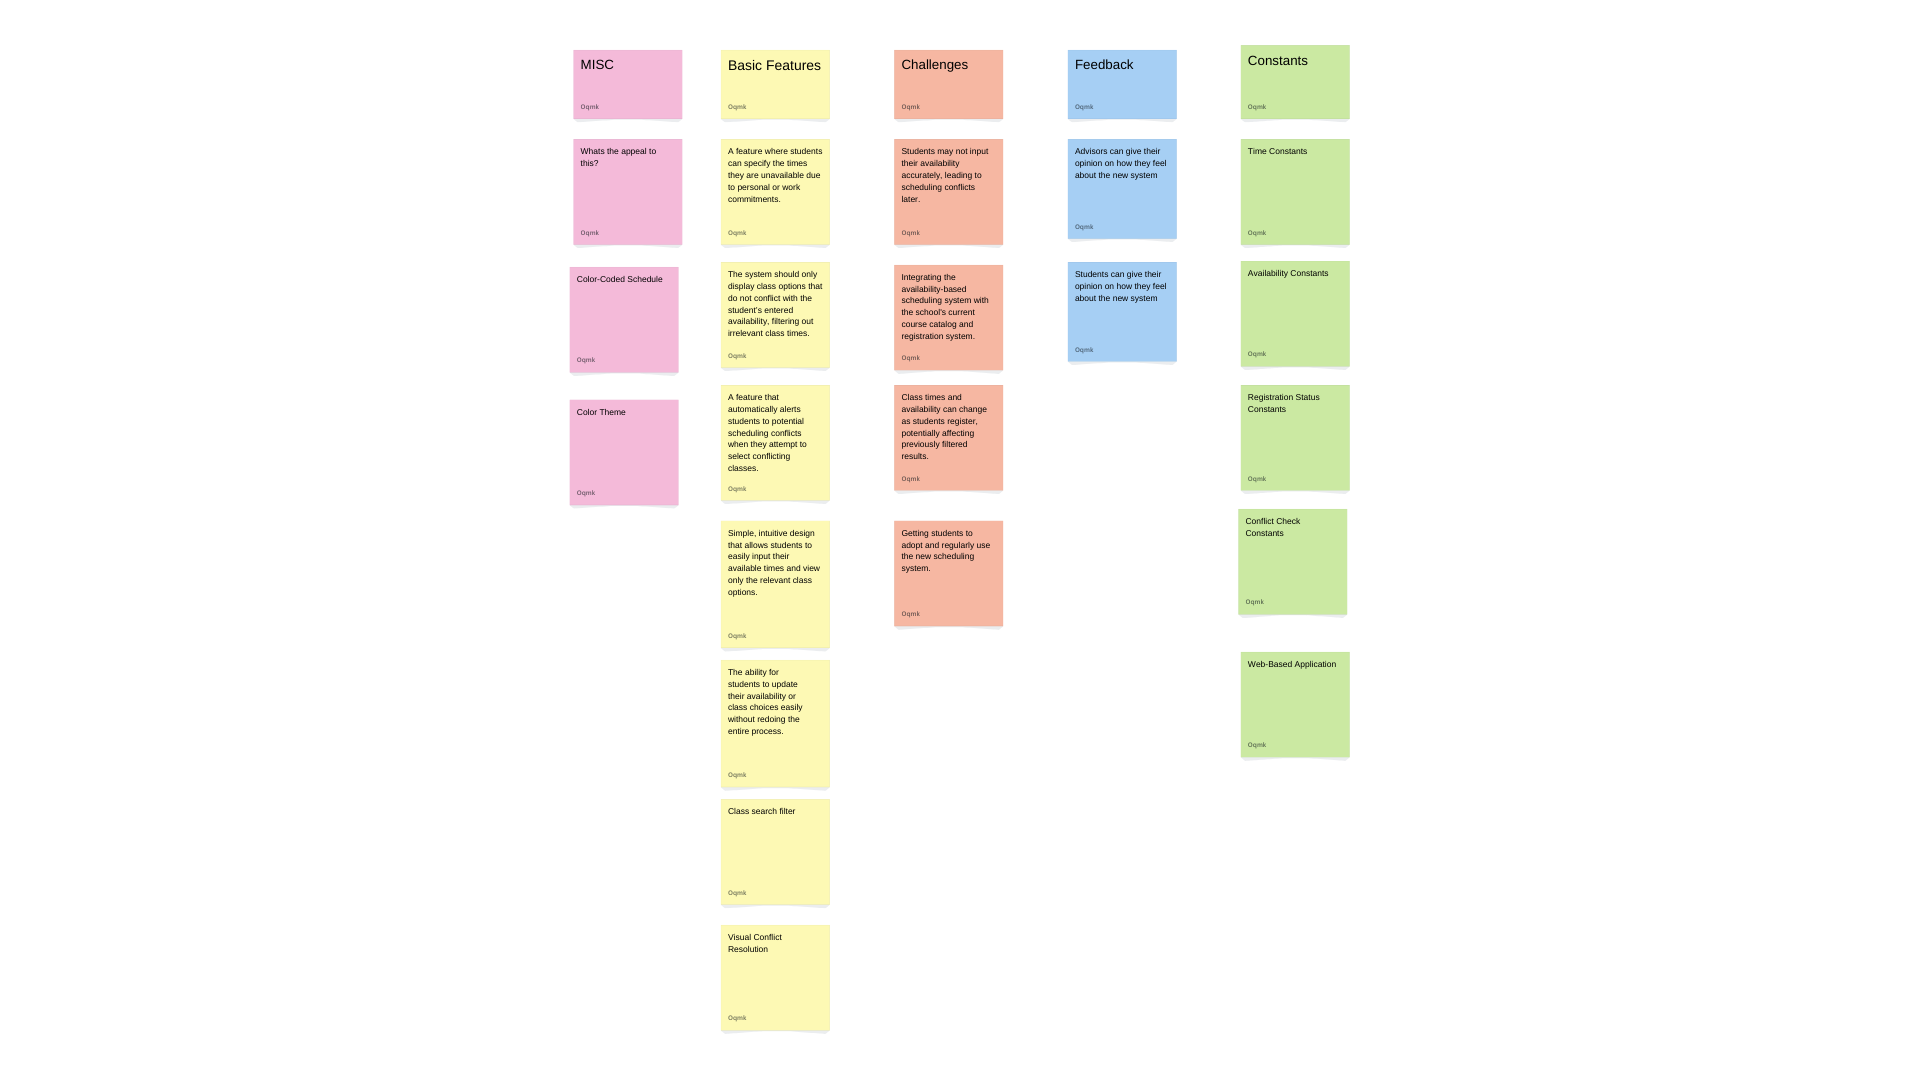 MISC
Oqmk
Whats the appeal to
this?
Oqmk
Color-Coded Schedule
Oqmk
Color Theme
Oqmk
Basic Features
Oqmk
A feature where students
can specify the times
they are unavailable due
to personal or work
commitments.
Oqmk
The system should only
display class options that
do not conflict with the
student's entered
availability, filtering out
irrelevant class times.
Oqmk
A feature that
automatically alerts
students to potential
scheduling conflicts
when they attempt to
select conflicting
classes.
Oqmk
Simple, intuitive design
that allows students to
easily input their
available times and view
only the relevant class
options.
Oqmk
The ability for
students to update
their availability or
class choices easily
without redoing the
entire process.
Oqmk
Class search filter
Oqmk
Visual Conflict
Resolution
Oqmk
Challenges
Oqmk
Students may not input
their availability
accurately, leading to
scheduling conflicts
later.
Oqmk
Integrating the
availability-based
scheduling system with
the school's current
course catalog and
registration system.
Oqmk
Class times and
availability can change
as students register,
potentially affecting
previously filtered
results.
Oqmk
Getting students to
adopt and regularly use
the new scheduling
system.
Oqmk
Feedback
Oqmk
Advisors can give their
opinion on how they feel
about the new system
Oqmk
Students can give their
opinion on how they feel
about the new system
Oqmk
Constants
Oqmk
Time Constants
Oqmk
Availability Constants
Oqmk
Registration Status
Constants
Oqmk
Conflict Check
Constants
Oqmk
Web-Based Application
Oqmk